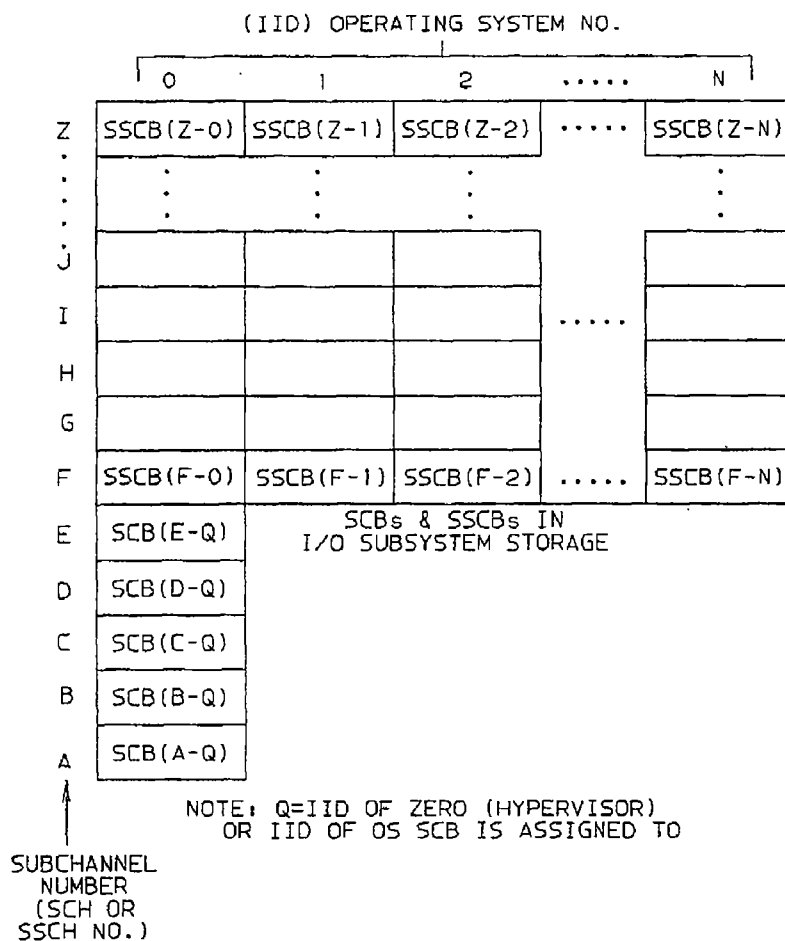 (IID) OPERATING SYSTEM NO.
0 1 2 ..... N
Z SSCB(Z-0) SSCB(Z-1) SSCB(Z-2) ..... SSCB(Z-N)
J
I .....
H
G
F SSCB(F-0) SSCB(F-1) SSCB(F-2) ..... SSCB(F-N)
E SCB(E-Q) SCBs & SSCBs IN
I/O SUBSYSTEM STORAGE
D SCB(D-Q)
C SCB(C-Q)
B SCB(B-Q)
A SCB(A-Q)
NOTE: Q=IID OF ZERO (HYPERVISOR)
OR IID OF OS SCB IS ASSIGNED TO
SUBCHANNEL
NUMBER
(SCH OR
SSCH NO.)